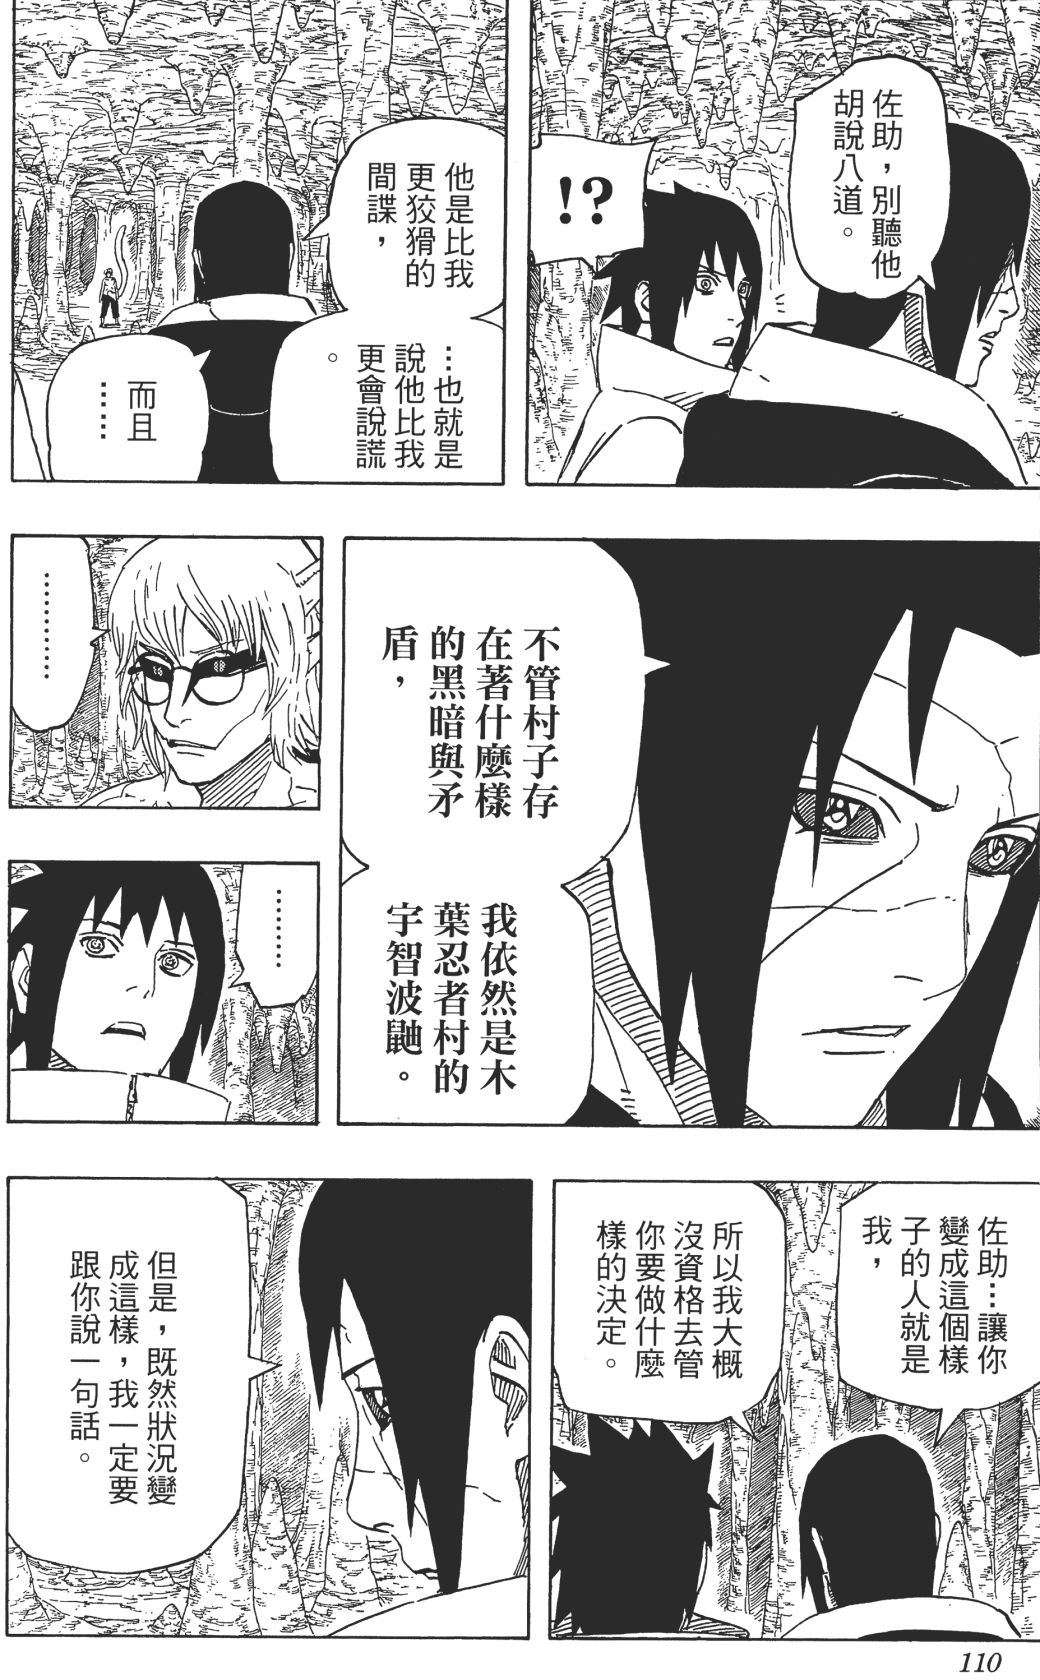 佐助，別聽他
胡說八道。
!?
他是比我
更狡猾的
間諜，
…也就是
說他比我
更會說謊
。
而且
……
不管村子存
在著什麼樣
的黑暗與矛
盾，
我依然是木
葉忍者村的
宇智波鼬。
…………
………
佐助…讓你
變成這個樣
子的人就是
我，
所以我大概
沒資格去管
你要做什麼
樣的決定。
但是，既然狀況變
成這樣，我一定要
跟你說一句話。
110